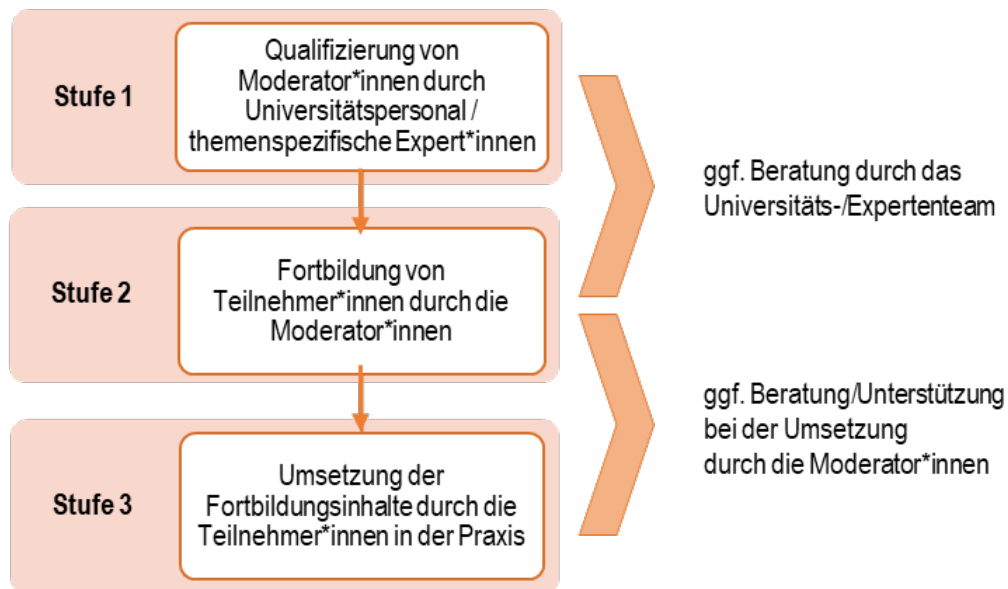 Stufe 1
Qualifizierung von
Moderator*innen durch
Universitätspersonal /
themenspezifische Expert*innen
ggf. Beratung durch das
Universitäts-/Expertenteam
Stufe 2
Fortbildung von
Teilnehmer*innen durch die
Moderator*innen
ggf. Beratung/Unterstützung
bei der Umsetzung
durch die Moderator*innen
Stufe 3
Umsetzung der
Fortbildungsinhalte durch die
Teilnehmer*innen in der Praxis